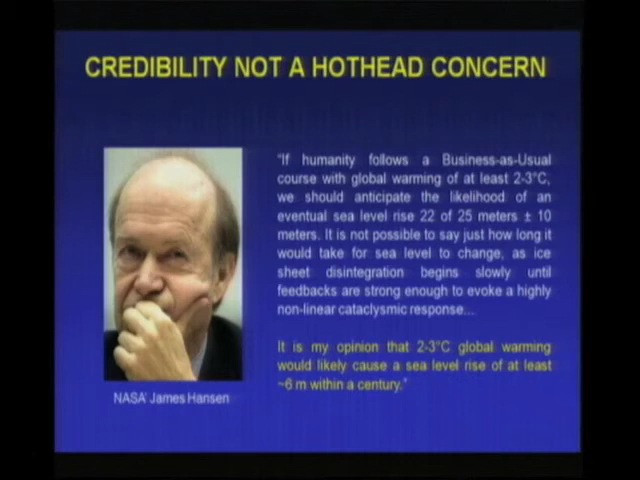 CREDIBILITY NOT A HOTHEAD CONCERN
"If humanity follows a Business-as-Usual
course with global warming of at least 2-3°C,
we should anticipate the likelihood of an
eventual sea level rise 22 of 25 meters ± 10
meters. It is not possible to say just how long it
would take for sea level to change, as ice
sheet disintegration begins slowly until
feedbacks are strong enough to evoke a highly
non-linear cataclysmic response...
It is my opinion that 2-3°C global warming
would likely cause a sea level rise of at least
~6 m within a century."
NASA' James Hansen